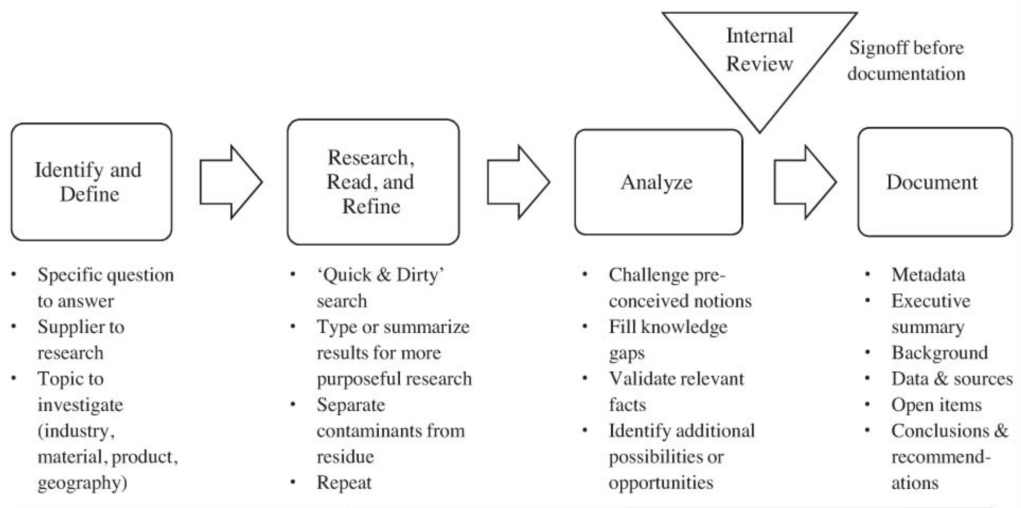 Internal
Review
Signoff before
documentation
Identify and
Define
Research,
Read, and
Refine
Analyze
Document
• Specific question
to answer
• Supplier to
research
• Topic to
investigate
(industry,
material, product,
geography)
• ‘Quick & Dirty’
search
• Type or summarize
results for more
purposeful research
• Separate
contaminants from
residue
• Repeat
• Challenge pre-
conceived notions
• Fill knowledge
gaps
• Validate relevant
facts
• Identify additional
possibilities or
opportunities
• Metadata
• Executive
summary
• Background
• Data & sources
• Open items
• Conclusions &
recommend-
ations